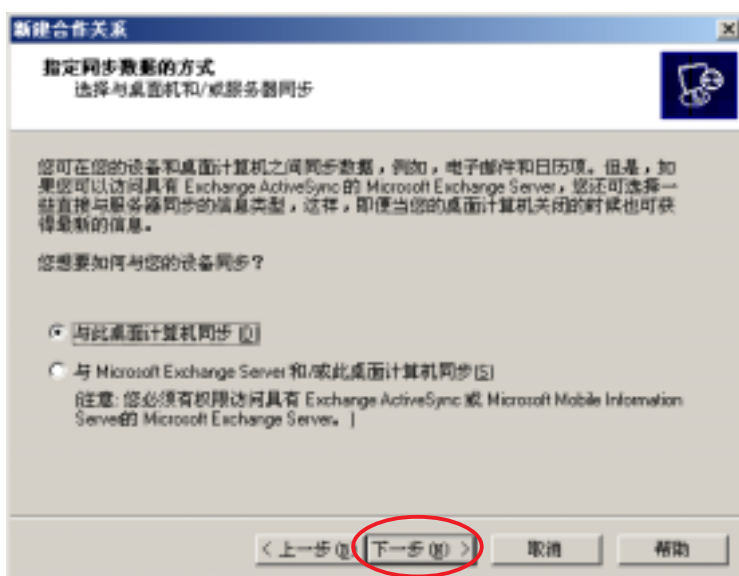 新建合作关系
指定同步数据的方式
选择与桌面机和/或服务器同步
您可在您的设备和桌面计算机之间同步数据，例如，电子邮件和日历项。但是，如
果您可以访问具有 Exchange ActiveSync 的 Microsoft Exchange Server，您还可选择一
些直接与服务器同步的信息类型，这样，即便当您的桌面计算机关闭的时候也可获
得最新的信息。
您想要如何与您的设备同步？
与此桌面计算机同步 (D)
与 Microsoft Exchange Server 和/或此桌面计算机同步(S)
(注意: 您必须有权限访问具有 Exchange ActiveSync 或 Microsoft Mobile Information
Server的 Microsoft Exchange Server。)
< 上一步(B) 下一步(N) > 取消 帮助